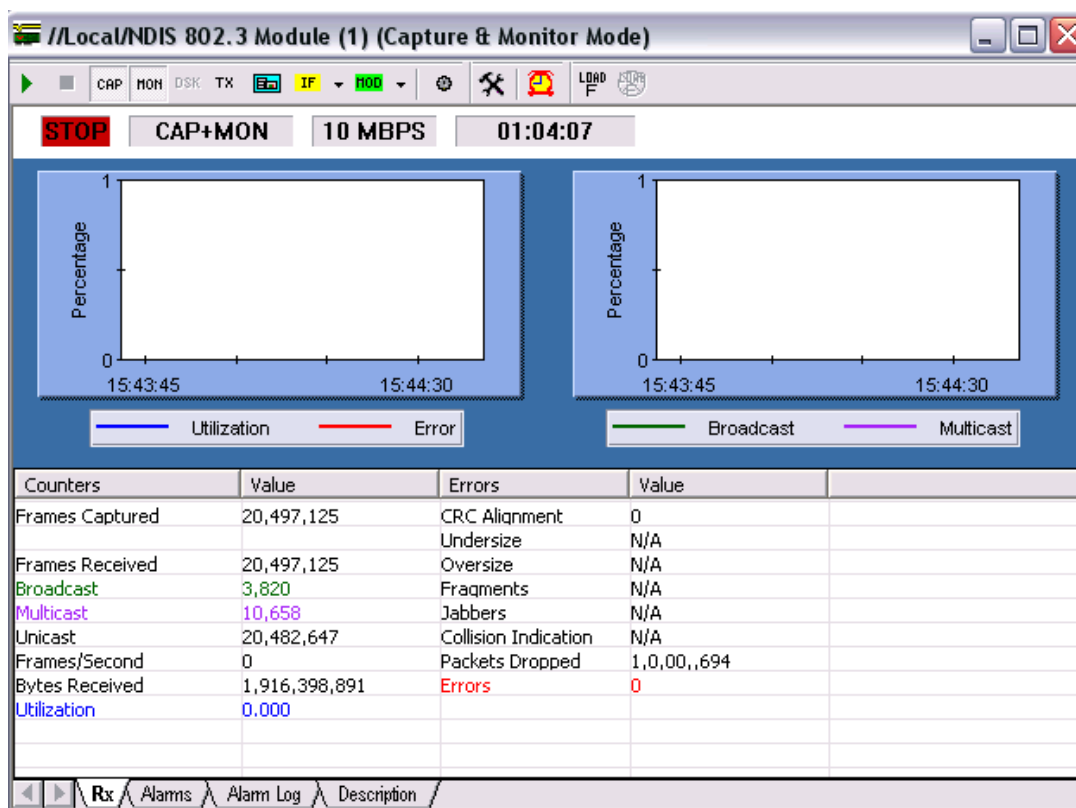 //Local/NDIS 802.3 Module (1) (Capture & Monitor Mode)
CAP MON DSK TX IF MOD LOAD F
STOP CAP+MON 10 MBPS 01:04:07
1 1
Percentage Percentage
0 0
15:43:45 15:44:30 15:43:45 15:44:30
Utilization Error Broadcast Multicast
Counters Value Errors Value
Frames Captured 20,497,125 CRC Alignment 0
Undersize N/A
Frames Received 20,497,125 Oversize N/A
Broadcast 3,820 Fragments N/A
Multicast 10,658 Jabbers N/A
Unicast 20,482,647 Collision Indication N/A
Frames/Second 0 Packets Dropped 1,0,00,,694
Bytes Received 1,916,398,891 Errors 0
Utilization 0.000
Rx Alarms Alarm Log Description